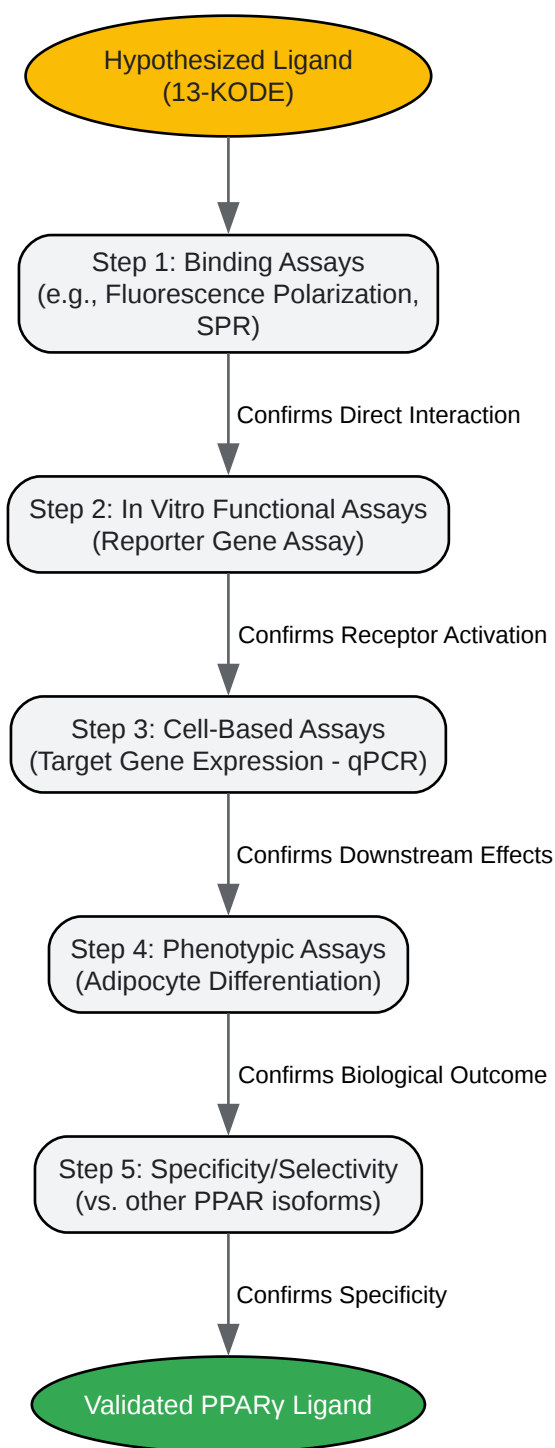 Hypothesized Ligand
(13-KODE)
Step 1: Binding Assays
(e.g., Fluorescence Polarization,
SPR)
Confirms Direct Interaction
Step 2: In Vitro Functional Assays
(Reporter Gene Assay)
Confirms Receptor Activation
Step 3: Cell-Based Assays
(Target Gene Expression - qPCR)
Confirms Downstream Effects
Step 4: Phenotypic Assays
(Adipocyte Differentiation)
Confirms Biological Outcome
Step 5: Specificity/Selectivity
(vs. other PPAR isoforms)
Confirms Specificity
Validated PPARγ Ligand